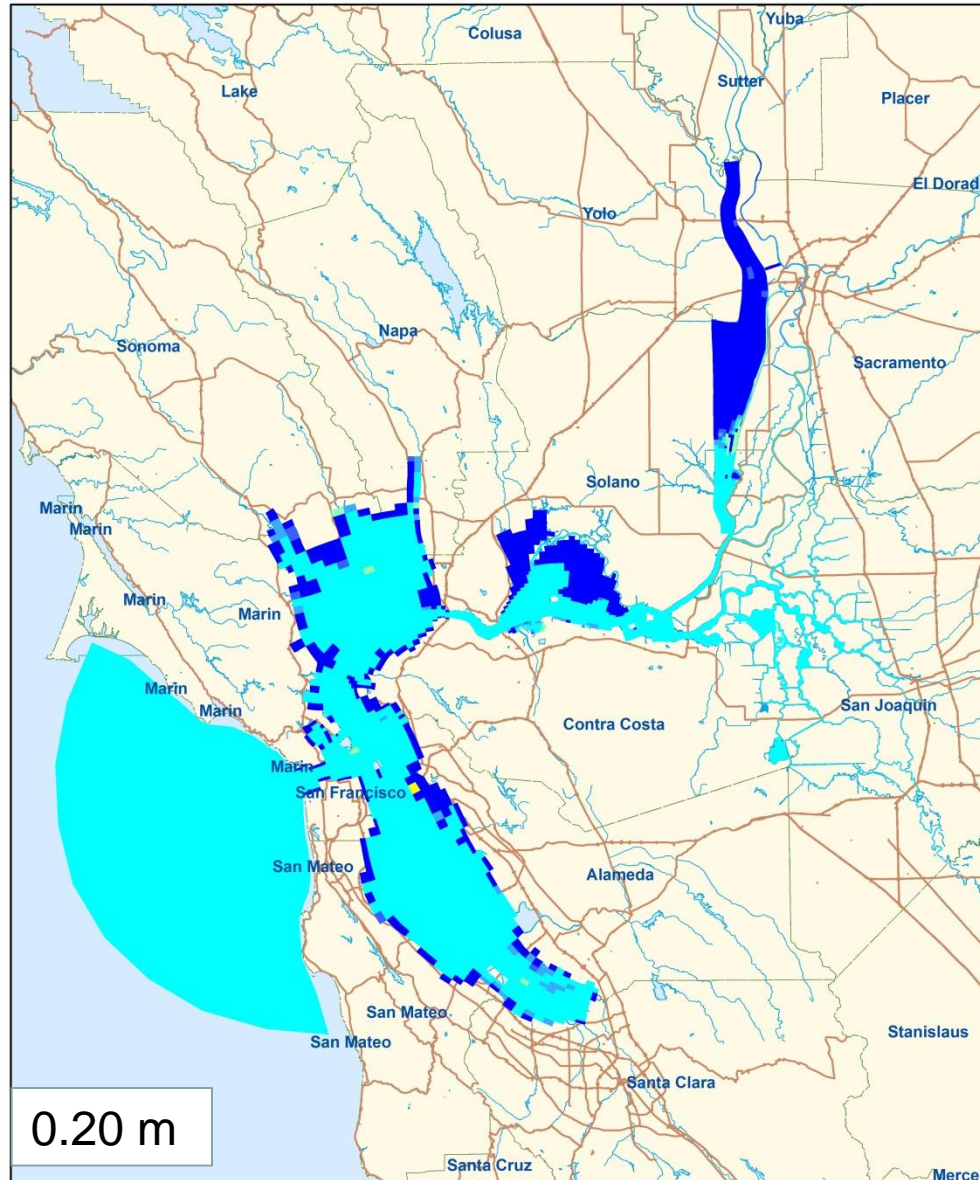 Yuba
Colusa
Sutter
Lake
Placer
El Dorad
Yolo
Napa
Sonoma
Sacramento
Solano
Marin
Marin
Marin
Marin
Marin
San Joaquin
Marin
Contra Costa
Marin
San Francisco
San Mateo
Alameda
San Mateo
Stanislaus
San Mateo
Santa Clara
0.20 m
Santa Cruz
Merce